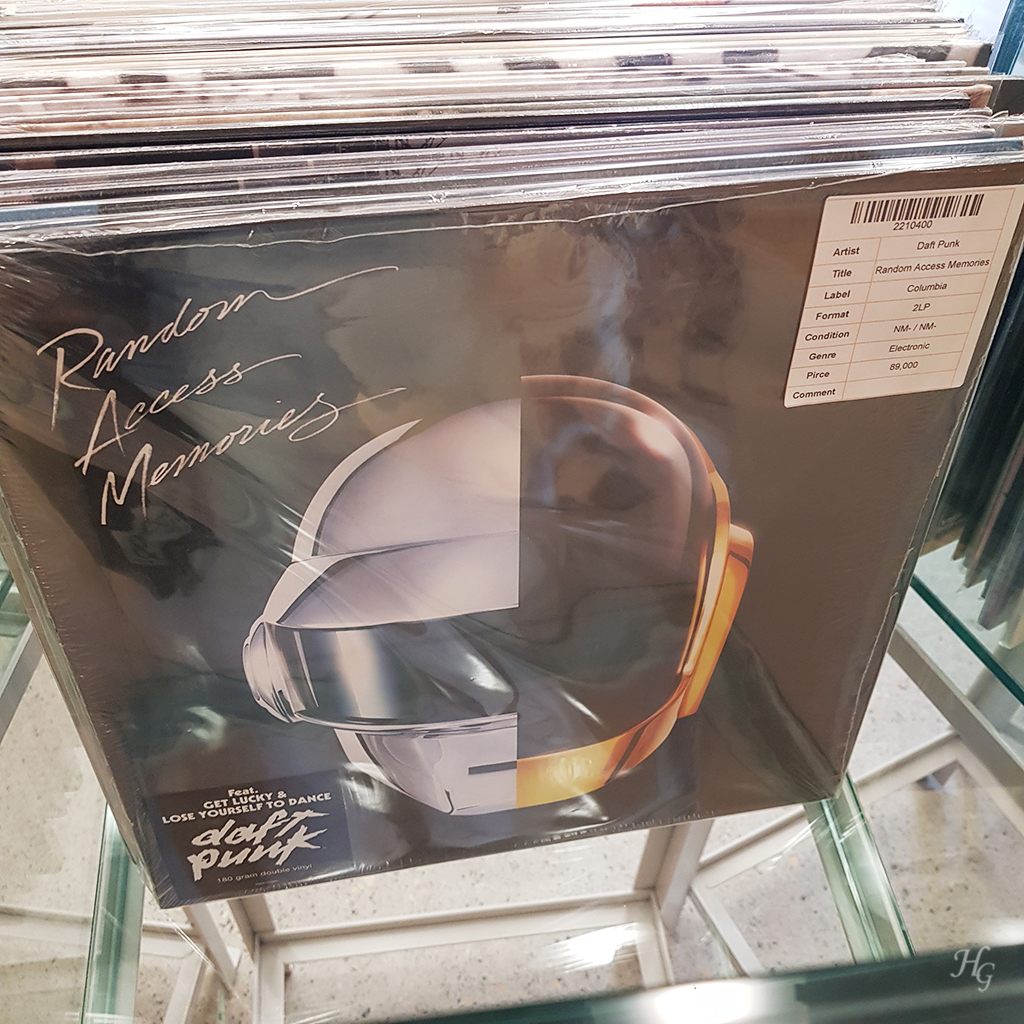 2210400
Artist Daft Punk
Title Random Access Memories
Label Columbia
Format 2LP
Condition NM- / NM-
Genre Electronic
Pirce 89,000
Comment
Random
Access
Memories
Feat.
GET LUCKY &
LOSE YOURSELF TO DANCE
daft
punk
180 gram double vinyl
HG